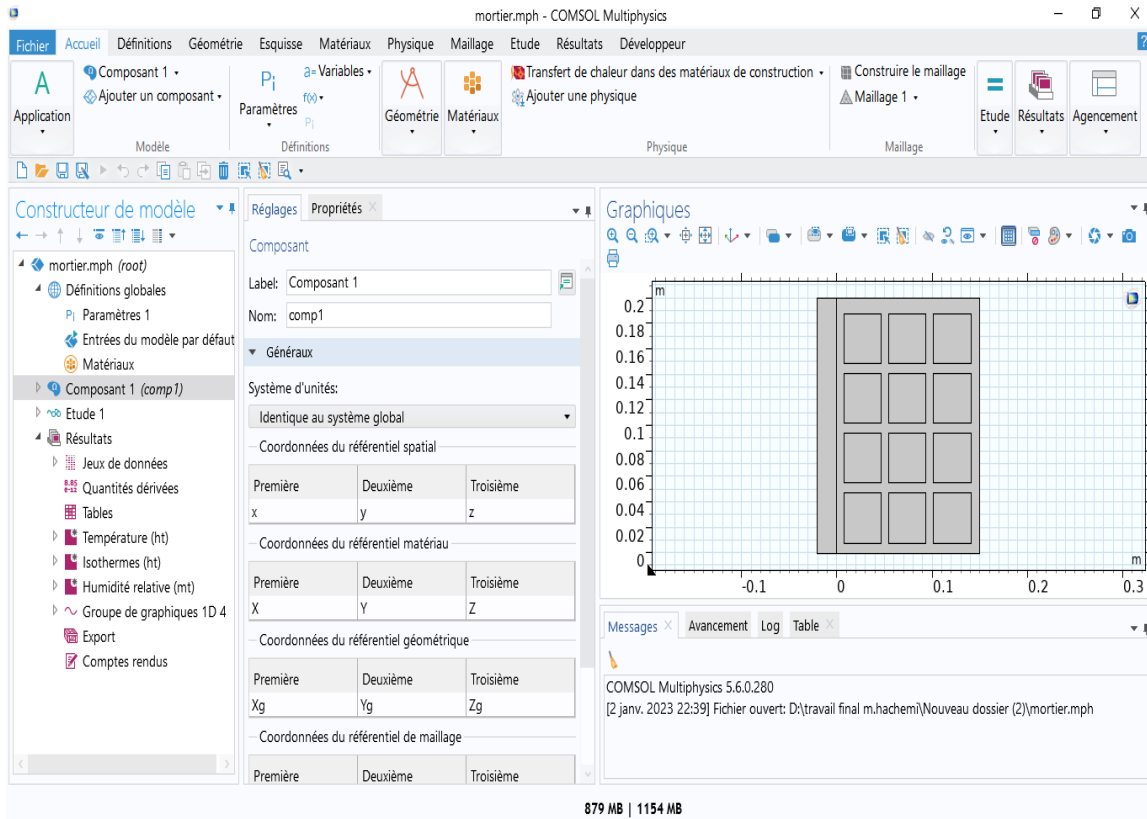 mortier.mph - COMSOL Multiphysics
Fichier Accueil Définitions Géométrie Esquisse Matériaux Physique Maillage Etude Résultats Développeur ?
A Application
Composant 1
Ajouter un composant
Modèle
Pi Paramètres
a= Variables
f(x)
Pi
Définitions
Géométrie
Matériaux
Transfert de chaleur dans des matériaux de construction
Ajouter une physique
Physique
Construire le maillage
Maillage 1
Maillage
Etude
Résultats
Agencement
Constructeur de modèle
mortier.mph (root)
Définitions globales
Pi Paramètres 1
Entrées du modèle par défaut
Matériaux
Composant 1 (comp1)
Etude 1
Résultats
Jeux de données
8.85 e-12 Quantités dérivées
Tables
Température (ht)
Isothermes (ht)
Humidité relative (mt)
Groupe de graphiques 1D 4
Export
Comptes rendus
Réglages Propriétés
Composant
Label: Composant 1
Nom: comp1
Généraux
Système d'unités:
Identique au système global
Coordonnées du référentiel spatial
Première Deuxième Troisième
x y z
Coordonnées du référentiel matériau
Première Deuxième Troisième
X Y Z
Coordonnées du référentiel géométrique
Première Deuxième Troisième
Xg Yg Zg
Coordonnées du référentiel de maillage
Première Deuxième Troisième
Graphiques
m
0.2
0.18
0.16
0.14
0.12
0.1
0.08
0.06
0.04
0.02
0
m
-0.1 0 0.1 0.2 0.3
Messages Avancement Log Table
COMSOL Multiphysics 5.6.0.280
[2 janv. 2023 22:39] Fichier ouvert: D:\travail final m.hachemi\Nouveau dossier (2)\mortier.mph
879 MB | 1154 MB